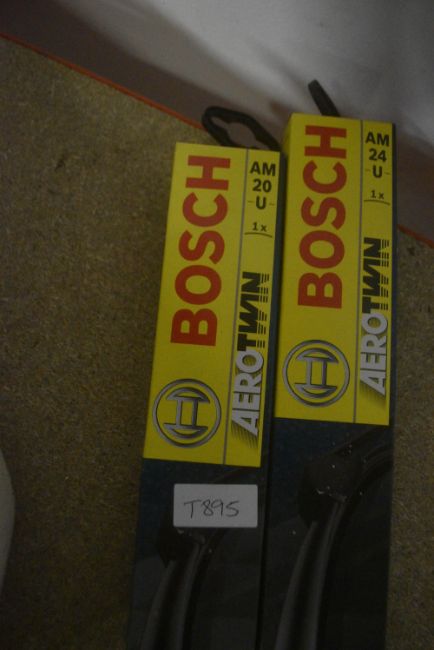 BOSCH
AM
20
-U-
1x
AEROTWIN
T895
BOSCH
AM
24
-U-
1x
AEROTWIN